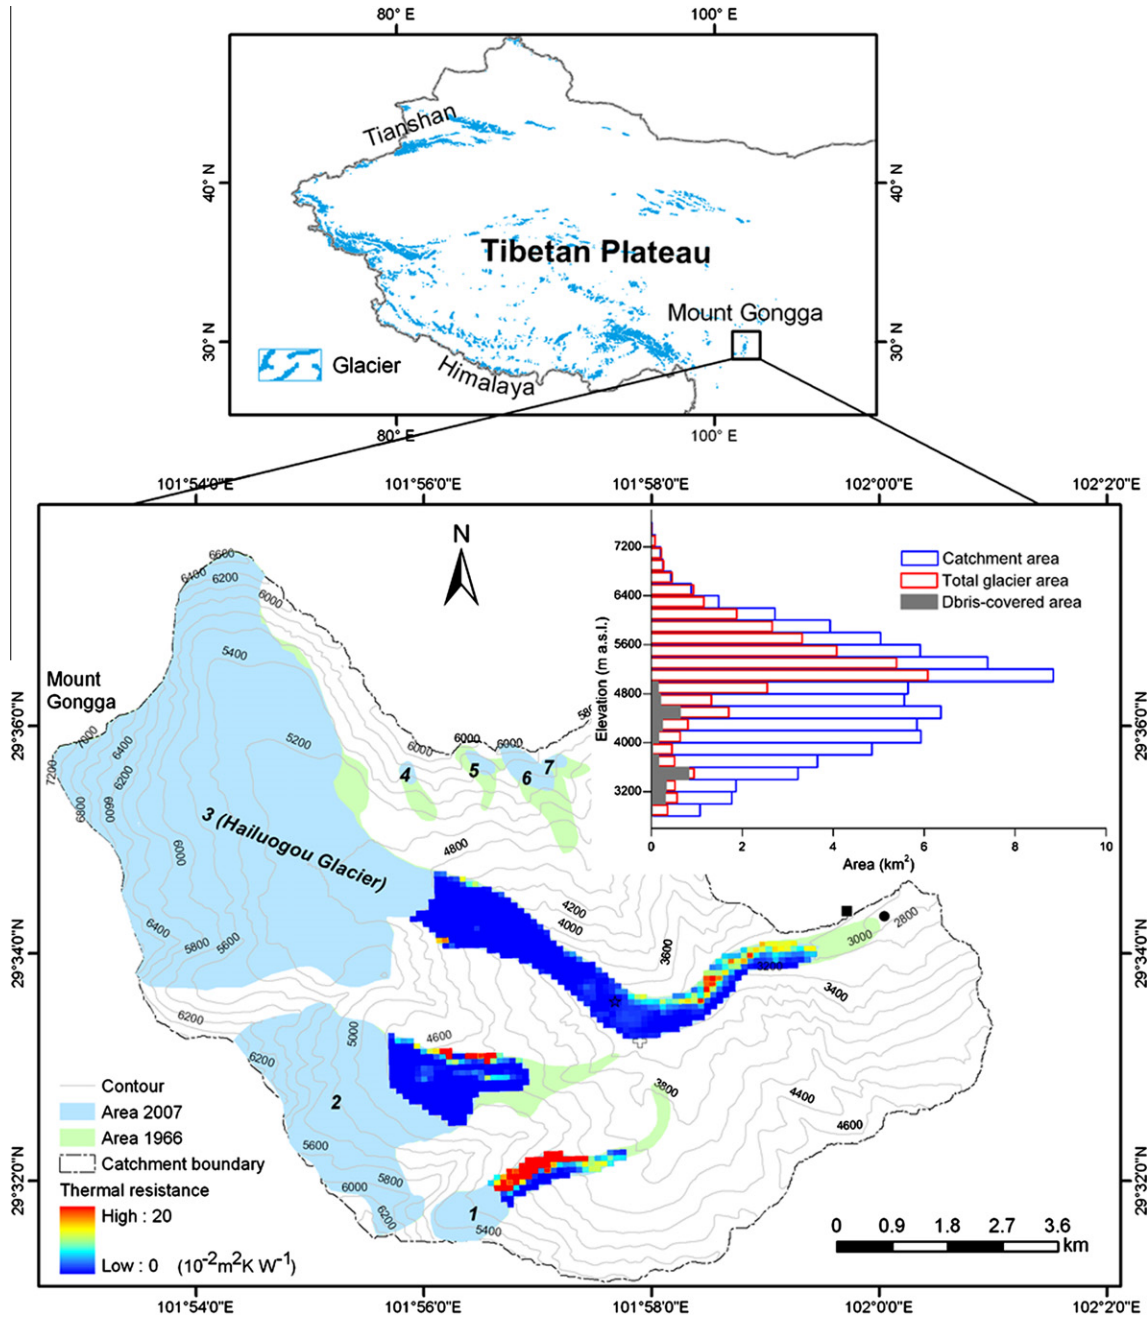 80° E 100° E
Tianshan
40° N 40° N
Tibetan Plateau
Mount Gongga
30° N 30° N
Glacier
Himalaya
80° E 100° E
101°54'0"E 101°56'0"E 101°58'0"E 102°0'0"E 102°2'0"E
N
7200
6400
5600
4800
4000
3200
Elevation (m a.s.l.)
Catchment area
Total glacier area
Dbris-covered area
0 2 4 6 8 10
Area (km²)
6600
6400 6200
6000
5400
Mount
Gongga
29°36'0"N 29°36'0"N
7000
6400
5200
7200
6200
6800 6600
6000
6000 6000 6000
4 5 6 7
3 (Hailuogou Glacier)
4800
4200
4000
3600
6400
5800 5600
3000 2800
29°34'0"N 29°34'0"N
3200
3400
6200
5000
4600
6200
3800
2
4400
4600
5600
5800
6000
6200
1
5400
Contour
Area 2007
Area 1966
Catchment boundary
Thermal resistance
High : 20
Low : 0 (10⁻²m²K W⁻¹)
29°32'0"N 29°32'0"N
0 0.9 1.8 2.7 3.6
km
101°54'0"E 101°56'0"E 101°58'0"E 102°0'0"E 102°2'0"E